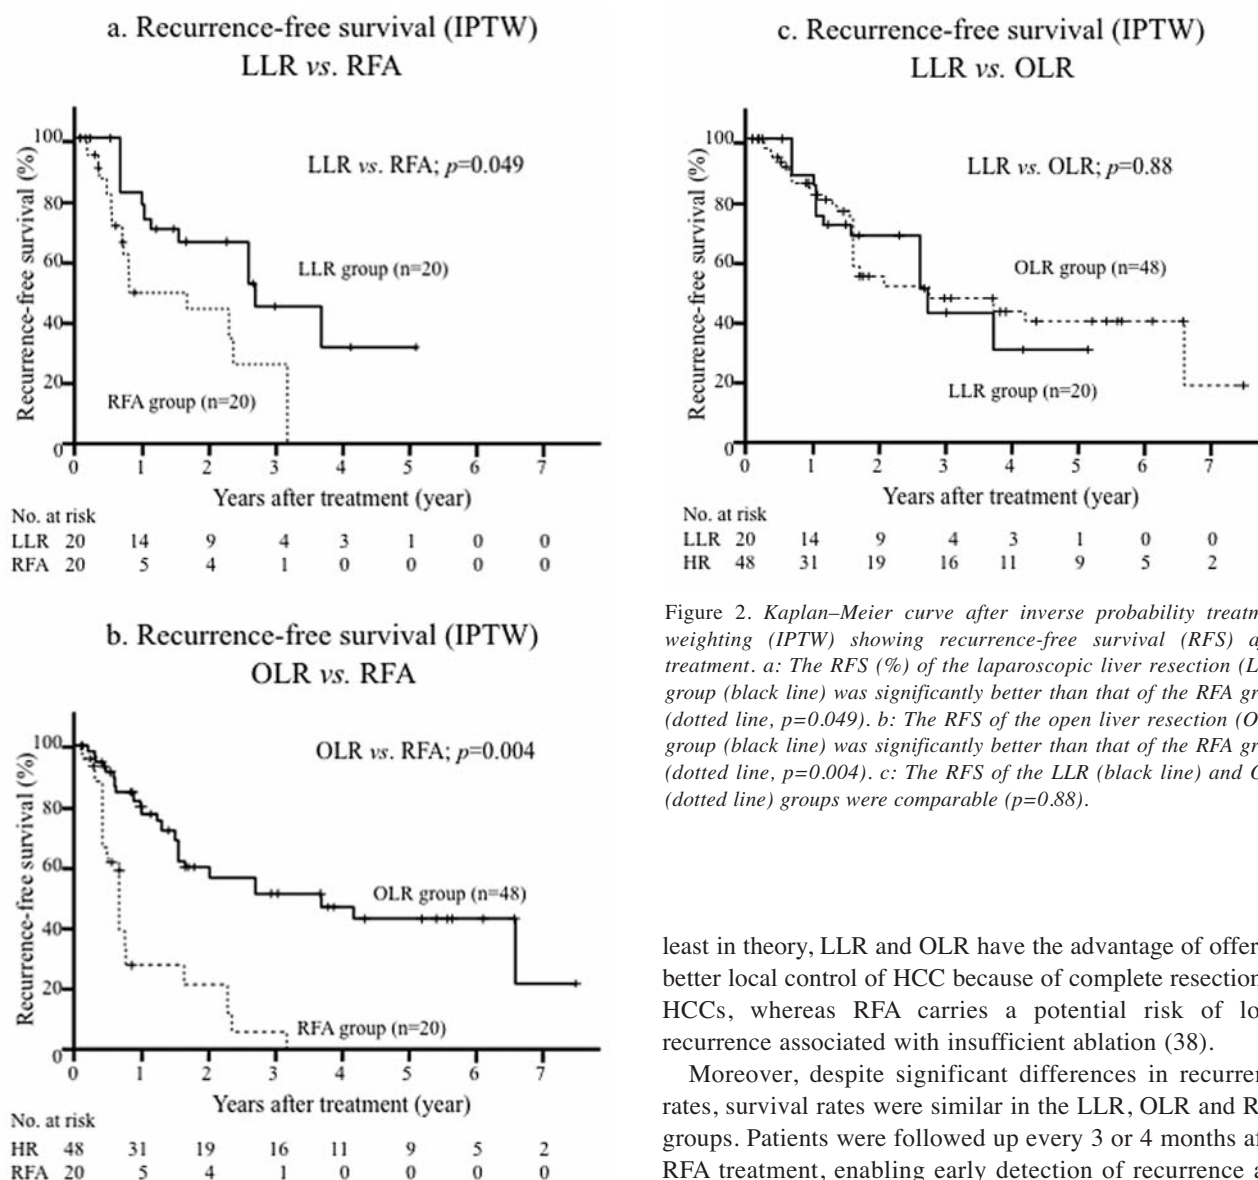 a. Recurrence-free survival (IPTW)
LLR vs. RFA
Recurrence-free survival (%)
100
80
60
40
20
0
LLR vs. RFA; p=0.049
LLR group (n=20)
RFA group (n=20)
0 1 2 3 4 5 6 7
Years after treatment (year)
No. at risk
LLR 20 14 9 4 3 1 0 0
RFA 20 5 4 1 0 0 0 0
b. Recurrence-free survival (IPTW)
OLR vs. RFA
Recurrence-free survival (%)
100
80
60
40
20
0
OLR vs. RFA; p=0.004
OLR group (n=48)
RFA group (n=20)
0 1 2 3 4 5 6 7
Years after treatment (year)
No. at risk
HR 48 31 19 16 11 9 5 2
RFA 20 5 4 1 0 0 0 0
c. Recurrence-free survival (IPTW)
LLR vs. OLR
Recurrence-free survival (%)
100
80
60
40
20
0
LLR vs. OLR; p=0.88
OLR group (n=48)
LLR group (n=20)
0 1 2 3 4 5 6 7
Years after treatment (year)
No. at risk
LLR 20 14 9 4 3 1 0 0
HR 48 31 19 16 11 9 5 2
Figure 2. Kaplan–Meier curve after inverse probability treatm
weighting (IPTW) showing recurrence-free survival (RFS) a
treatment. a: The RFS (%) of the laparoscopic liver resection (L
group (black line) was significantly better than that of the RFA gr
(dotted line, p=0.049). b: The RFS of the open liver resection (O
group (black line) was significantly better than that of the RFA gr
(dotted line, p=0.004). c: The RFS of the LLR (black line) and O
(dotted line) groups were comparable (p=0.88).
least in theory, LLR and OLR have the advantage of offer
better local control of HCC because of complete resection
HCCs, whereas RFA carries a potential risk of lo
recurrence associated with insufficient ablation (38).
Moreover, despite significant differences in recurren
rates, survival rates were similar in the LLR, OLR and R
groups. Patients were followed up every 3 or 4 months af
RFA treatment, enabling early detection of recurrence a